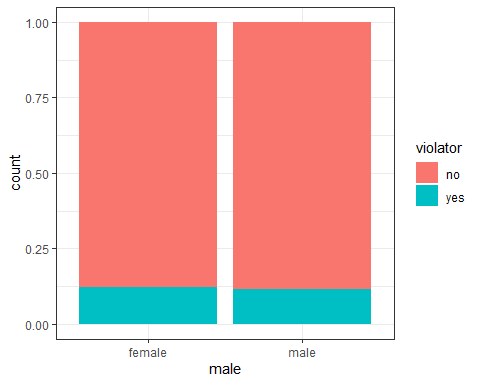 1.00
0.75
0.50
0.25
0.00
count
female
male
male
violator
no
yes